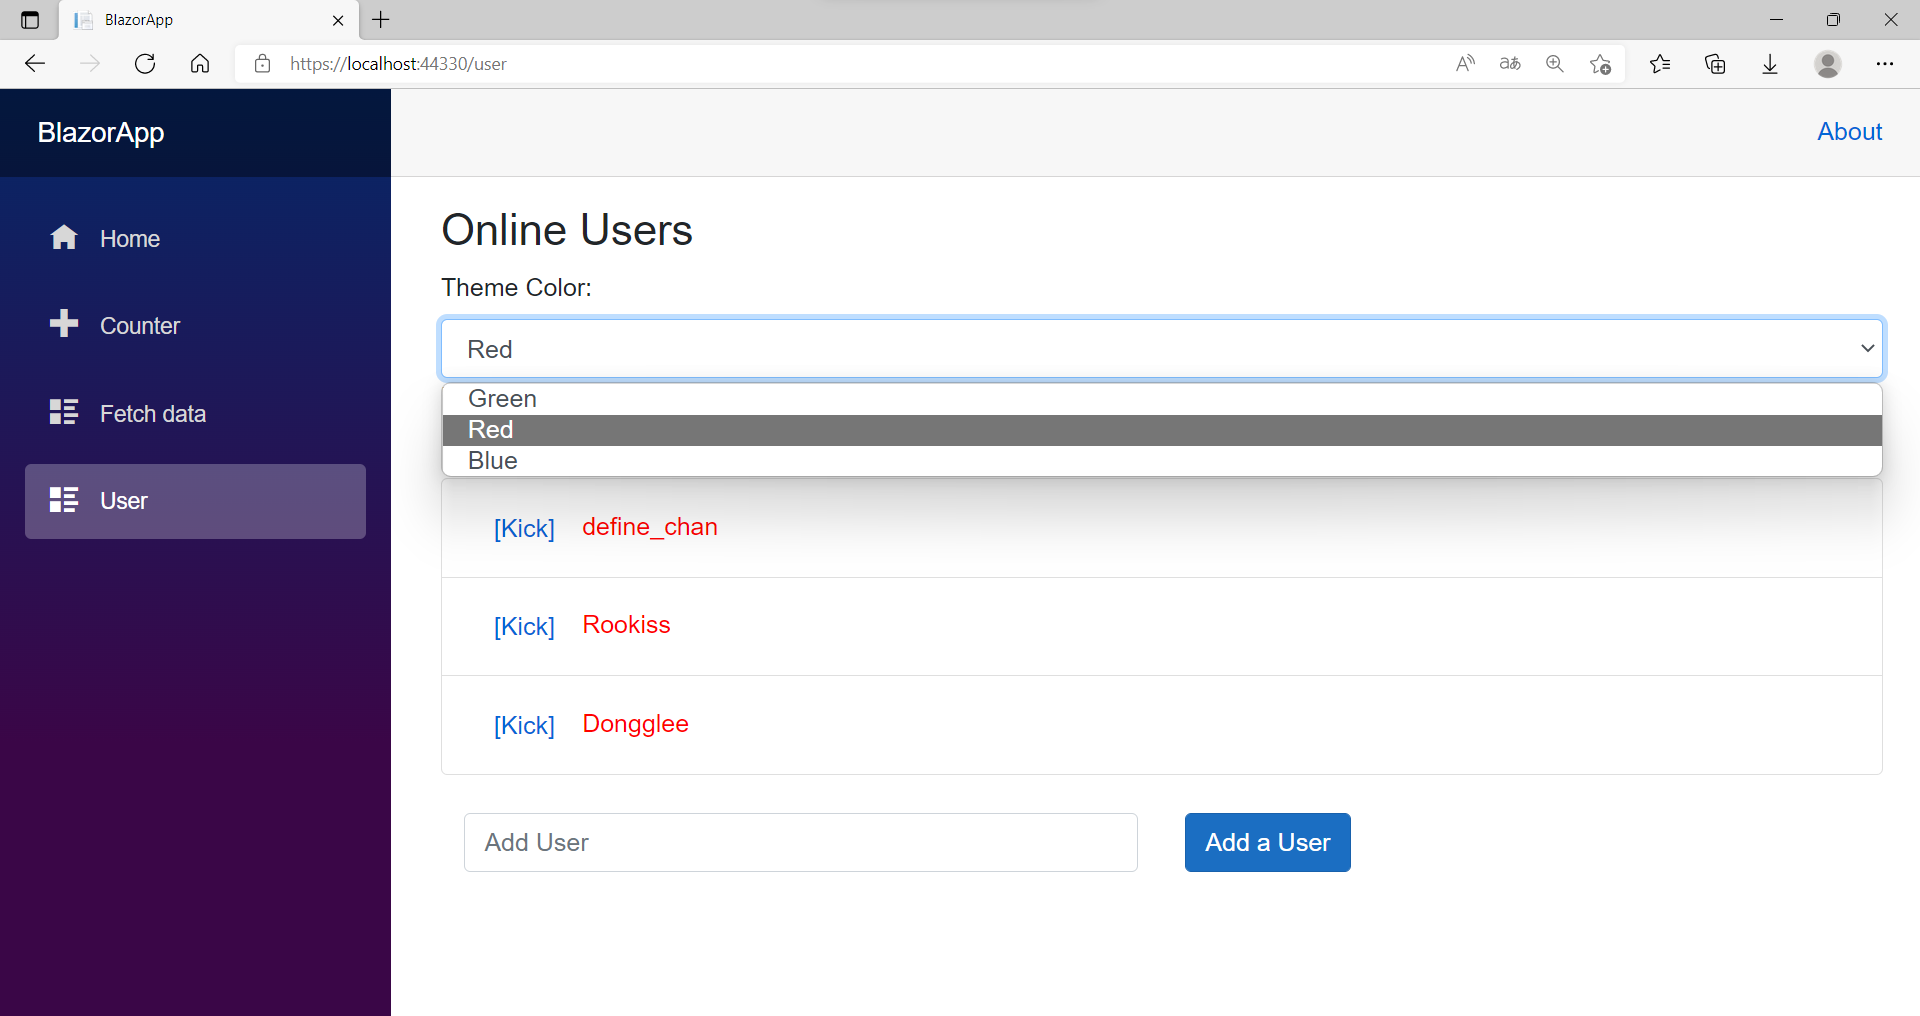 BlazorApp
https://localhost:44330/user
BlazorApp
About
Home
Counter
Fetch data
User
Online Users
Theme Color:
Red
Green
Red
Blue
[Kick] define_chan
[Kick] Rookiss
[Kick] Dongglee
Add User
Add a User